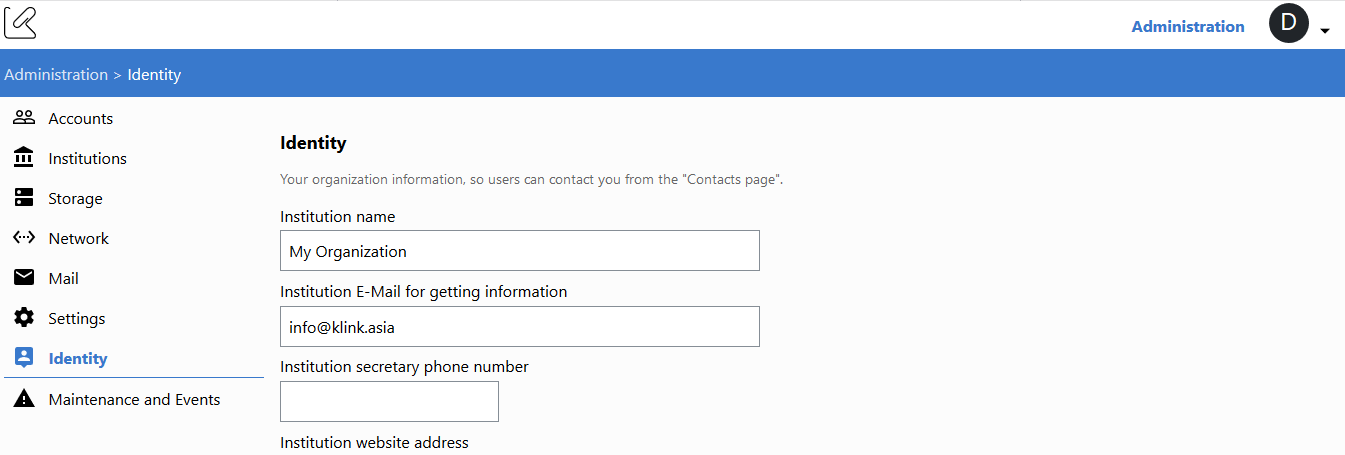 Administration
D
Administration > Identity
Accounts
Institutions
Storage
Network
Mail
Settings
Identity
Maintenance and Events
Identity
Your organization information, so users can contact you from the "Contacts page".
Institution name
My Organization
Institution E-Mail for getting information
info@klink.asia
Institution secretary phone number
Institution website address